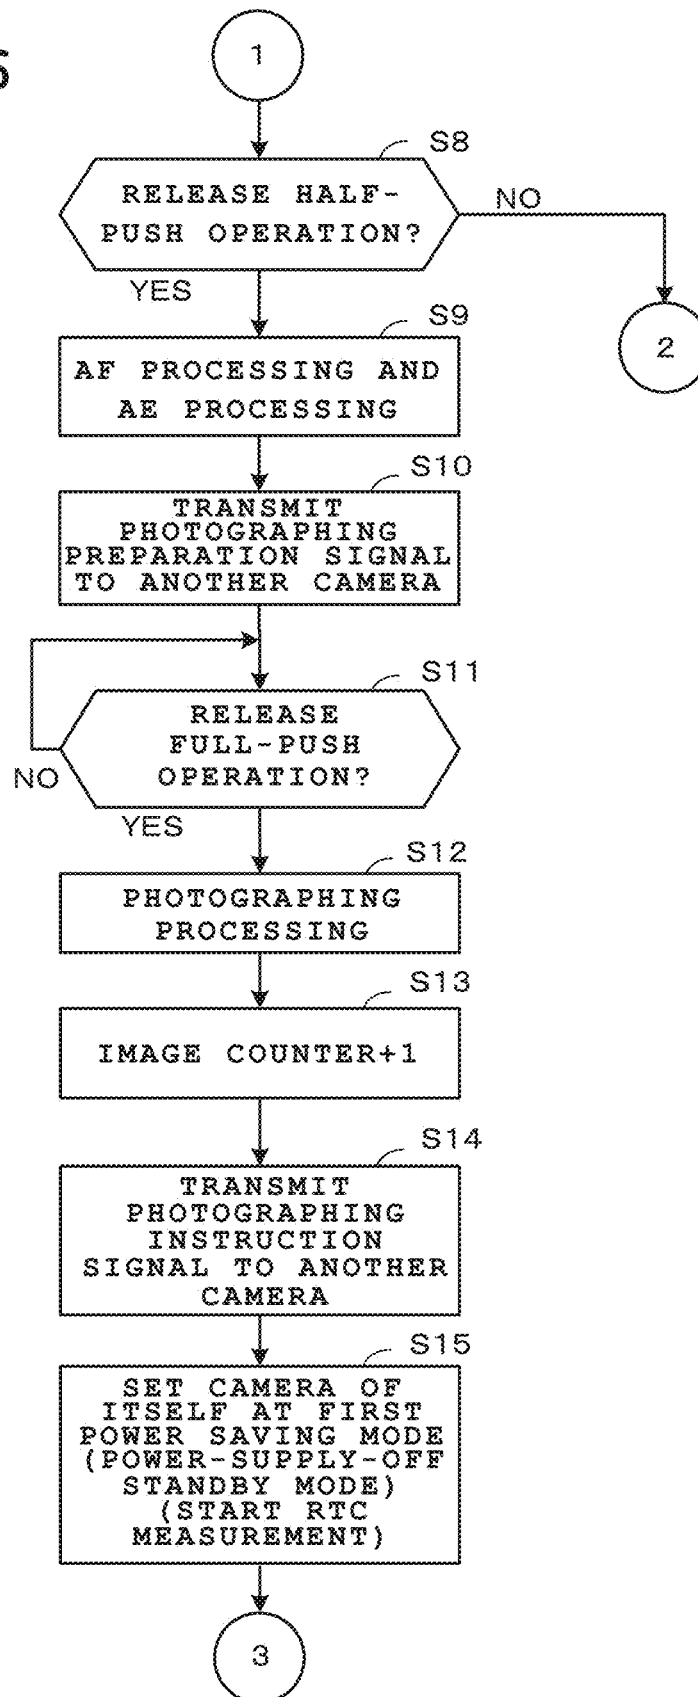 1
S8
RELEASE HALF-
PUSH OPERATION?
NO
YES
2
S9
AF PROCESSING AND
AE PROCESSING
S10
TRANSMIT
PHOTOGRAPHING
PREPARATION SIGNAL
TO ANOTHER CAMERA
S11
RELEASE
FULL-PUSH
OPERATION?
NO
YES
S12
PHOTOGRAPHING
PROCESSING
S13
IMAGE COUNTER+1
S14
TRANSMIT
PHOTOGRAPHING
INSTRUCTION
SIGNAL TO ANOTHER
CAMERA
S15
SET CAMERA OF
ITSELF AT FIRST
POWER SAVING MODE
(POWER-SUPPLY-OFF
STANDBY MODE)
(START RTC
MEASUREMENT)
3